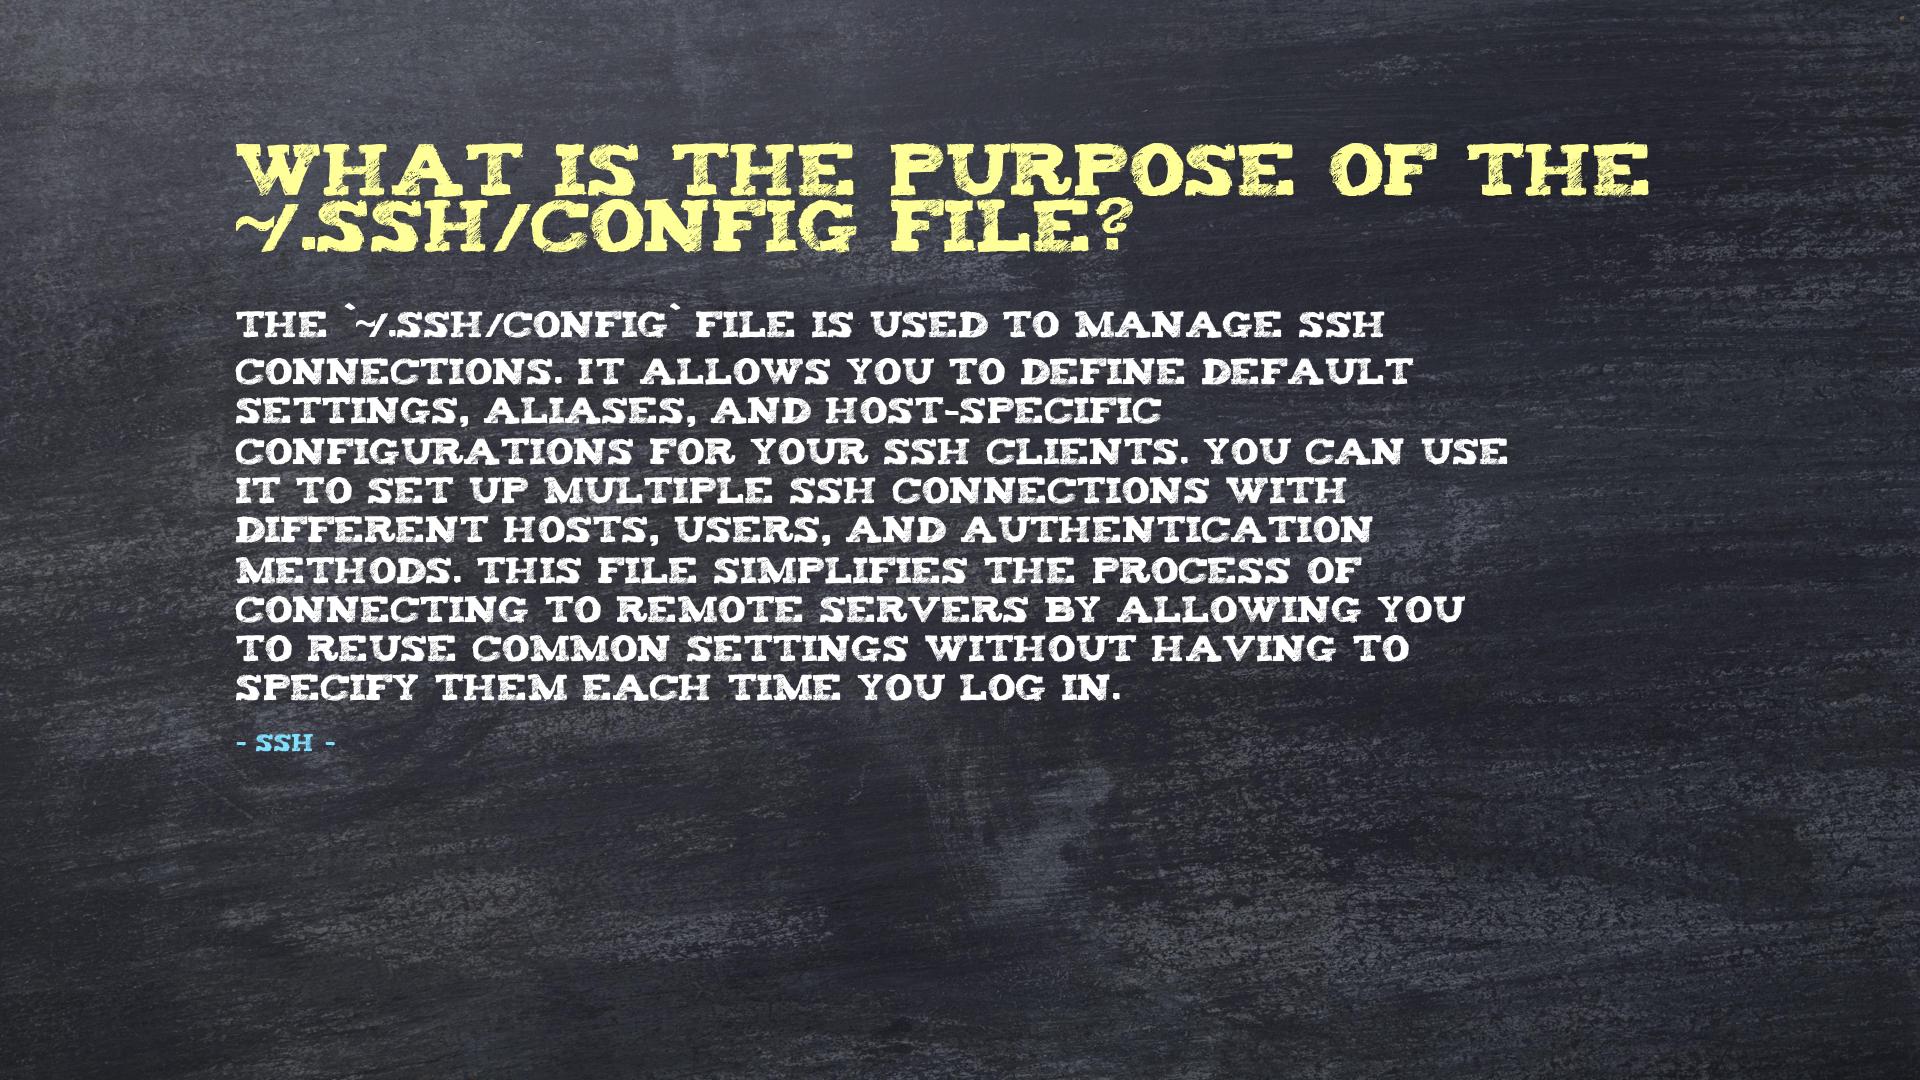 WHAT IS THE PURPOSE OF THE
~/.SSH/CONFIG FILE?
THE `~/.SSH/CONFIG` FILE IS USED TO MANAGE SSH
CONNECTIONS. IT ALLOWS YOU TO DEFINE DEFAULT
SETTINGS, ALIASES, AND HOST-SPECIFIC
CONFIGURATIONS FOR YOUR SSH CLIENTS. YOU CAN USE
IT TO SET UP MULTIPLE SSH CONNECTIONS WITH
DIFFERENT HOSTS, USERS, AND AUTHENTICATION
METHODS. THIS FILE SIMPLIFIES THE PROCESS OF
CONNECTING TO REMOTE SERVERS BY ALLOWING YOU
TO REUSE COMMON SETTINGS WITHOUT HAVING TO
SPECIFY THEM EACH TIME YOU LOG IN.
- SSH -